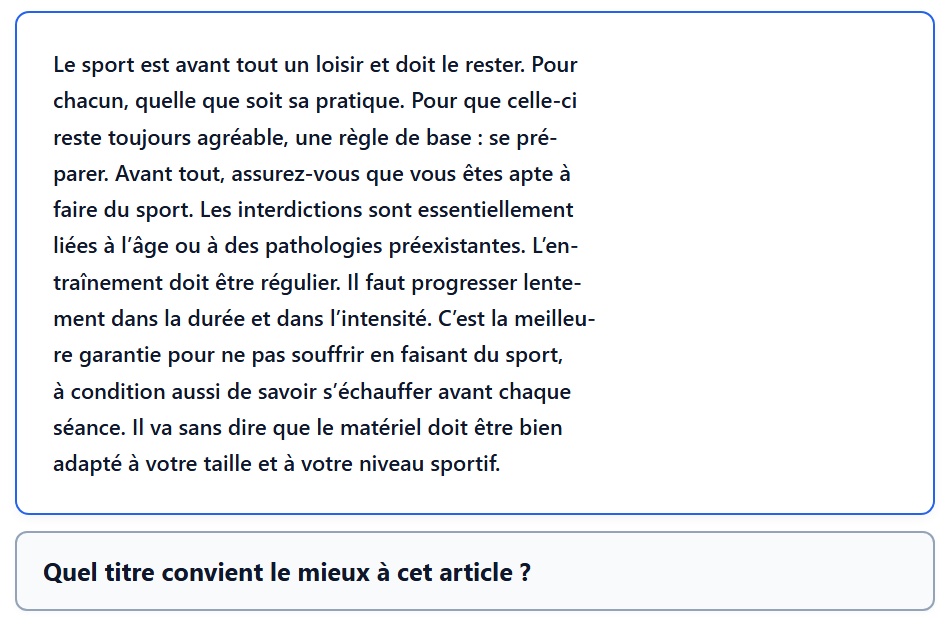 Le sport est avant tout un loisir et doit le rester. Pour
chacun, quelle que soit sa pratique. Pour que celle-ci
reste toujours agréable, une règle de base : se pré-
parer. Avant tout, assurez-vous que vous êtes apte à
faire du sport. Les interdictions sont essentiellement
liées à l’âge ou à des pathologies préexistantes. L’en-
traînement doit être régulier. Il faut progresser lente-
ment dans la durée et dans l’intensité. C’est la meilleu-
re garantie pour ne pas souffrir en faisant du sport,
à condition aussi de savoir s’échauffer avant chaque
séance. Il va sans dire que le matériel doit être bien
adapté à votre taille et à votre niveau sportif.
Quel titre convient le mieux à cet article ?